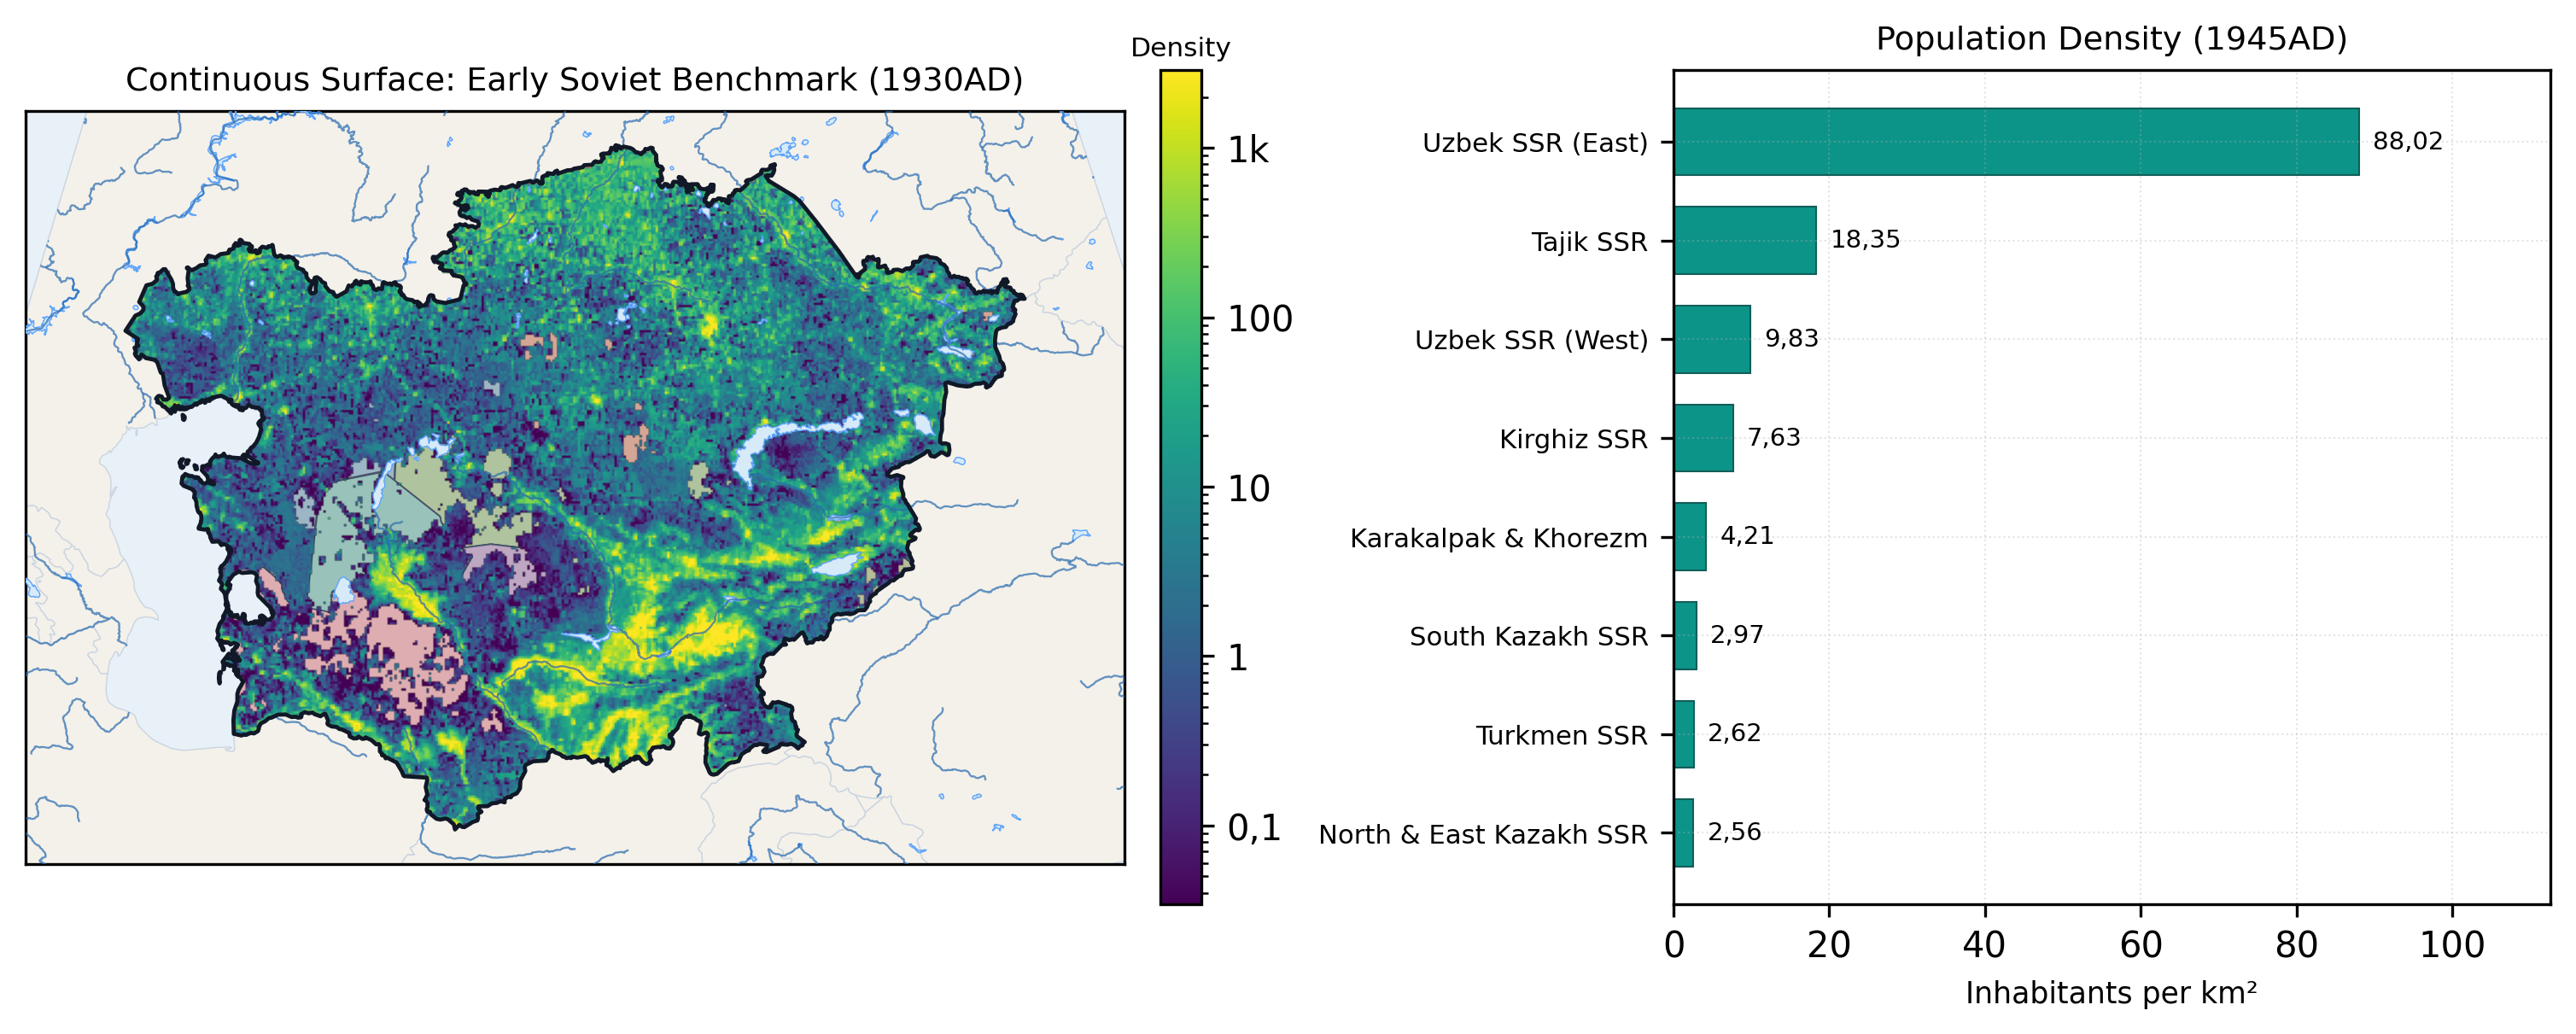 Continuous Surface: Early Soviet Benchmark (1930AD)
Density
1k
100
10
1
0,1
Population Density (1945AD)
Uzbek SSR (East)
88,02
Tajik SSR
18,35
Uzbek SSR (West)
9,83
Kirghiz SSR
7,63
Karakalpak & Khorezm
4,21
South Kazakh SSR
2,97
Turkmen SSR
2,62
North & East Kazakh SSR
2,56
0 20 40 60 80 100
Inhabitants per km²